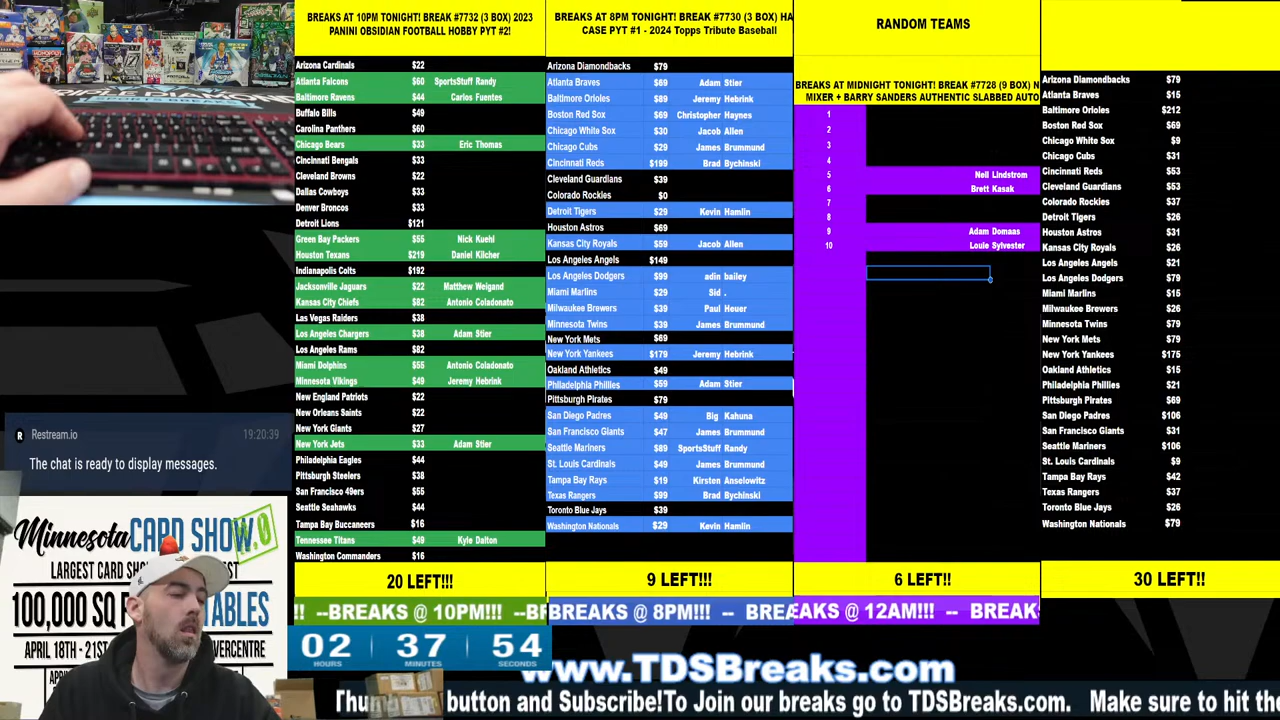 BREAKS AT 10PM TONIGHT! BREAK #7732 (3 BOX) 2023
PANINI OBSIDIAN FOOTBALL HOBBY PYT #2!
Arizona Cardinals $22
Atlanta Falcons $60 SportsStuff Randy
Baltimore Ravens $44 Carlos Fuentes
Buffalo Bills $49
Carolina Panthers $60
Chicago Bears $33 Eric Thomas
Cincinnati Bengals $33
Cleveland Browns $22
Dallas Cowboys $33
Denver Broncos $33
Detroit Lions $121
Green Bay Packers $55 Nick Kuehl
Houston Texans $219 Daniel Kilcher
Indianapolis Colts $192
Jacksonville Jaguars $22 Matthew Weigand
Kansas City Chiefs $82 Antonio Coladonato
Las Vegas Raiders $38
Los Angeles Chargers $38 Adam Stier
Los Angeles Rams $82
Miami Dolphins $55 Antonio Coladonato
Minnesota Vikings $49 Jeremy Hebrink
New England Patriots $22
New Orleans Saints $22
New York Giants $27
New York Jets $33 Adam Stier
Philadelphia Eagles $44
Pittsburgh Steelers $38
San Francisco 49ers $55
Seattle Seahawks $44
Tampa Bay Buccaneers $16
Tennessee Titans $49 Kyle Dalton
Washington Commanders $16
20 LEFT!!!
!! --BREAKS @ 10PM!!! --BR
BREAKS AT 8PM TONIGHT! BREAK #7730 (3 BOX) HA
CASE PYT #1 - 2024 Topps Tribute Baseball
Arizona Diamondbacks $79
Atlanta Braves $69 Adam Stier
Baltimore Orioles $89 Jeremy Hebrink
Boston Red Sox $69 Christopher Haynes
Chicago White Sox $30 Jacob Allen
Chicago Cubs $29 James Brummund
Cincinnati Reds $199 Brad Bychinski
Cleveland Guardians $39
Colorado Rockies $0
Detroit Tigers $29 Kevin Hamlin
Houston Astros $69
Kansas City Royals $59 Jacob Allen
Los Angeles Angels $149
Los Angeles Dodgers $99 adin bailey
Miami Marlins $29 Sid .
Milwaukee Brewers $39 Paul Heuer
Minnesota Twins $39 James Brummund
New York Mets $69
New York Yankees $179 Jeremy Hebrink
Oakland Athletics $49
Philadelphia Phillies $59 Adam Stier
Pittsburgh Pirates $79
San Diego Padres $49 Big Kahuna
San Francisco Giants $47 James Brummund
Seattle Mariners $89 SportsStuff Randy
St. Louis Cardinals $49 James Brummund
Tampa Bay Rays $19 Kirsten Anselowitz
Texas Rangers $99 Brad Bychinski
Toronto Blue Jays $39
Washington Nationals $29 Kevin Hamlin
9 LEFT!!!
BREAKS @ 8PM!!! -- BREA
RANDOM TEAMS
BREAKS AT MIDNIGHT TONIGHT! BREAK #7728 (9 BOX) N
MIXER + BARRY SANDERS AUTHENTIC SLABBED AUTO
1
2
3
4
5 Neil Lindstrom
6 Brett Kasak
7
8
9 Adam Domaas
10 Louie Sylvester
6 LEFT!!
EAKS @ 12AM!!! -- BREAK
Arizona Diamondbacks $79
Atlanta Braves $15
Baltimore Orioles $212
Boston Red Sox $69
Chicago White Sox $9
Chicago Cubs $31
Cincinnati Reds $53
Cleveland Guardians $53
Colorado Rockies $37
Detroit Tigers $26
Houston Astros $31
Kansas City Royals $26
Los Angeles Angels $21
Los Angeles Dodgers $79
Miami Marlins $15
Milwaukee Brewers $26
Minnesota Twins $79
New York Mets $79
New York Yankees $175
Oakland Athletics $15
Philadelphia Phillies $21
Pittsburgh Pirates $69
San Diego Padres $106
San Francisco Giants $31
Seattle Mariners $106
St. Louis Cardinals $9
Tampa Bay Rays $42
Texas Rangers $37
Toronto Blue Jays $26
Washington Nationals $79
30 LEFT!!
R Restream.io 19:20:39
The chat is ready to display messages.
Minnesota CARD SHOW .0
LARGEST CARD SHO
100,000 SQ F TABLES
APRIL 18TH - 21ST VERCENTRE
02 37 54
HOURS MINUTES SECONDS
www.TDSBreaks.com
Thum button and Subscribe!To Join our breaks go to TDSBreaks.com. Make sure to hit the